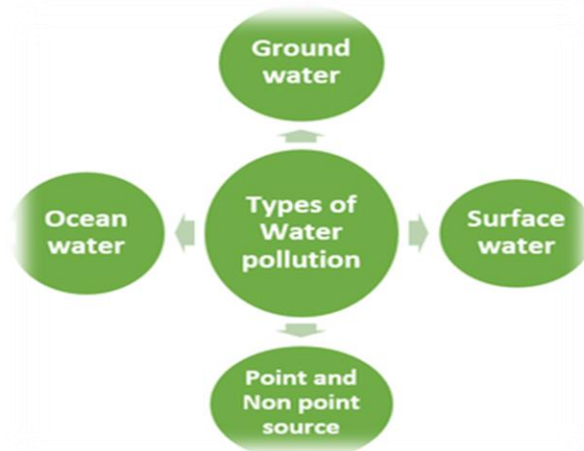 Ground
water
Ocean
water
Types of
Water
pollution
Surface
water
Point and
Non point
source